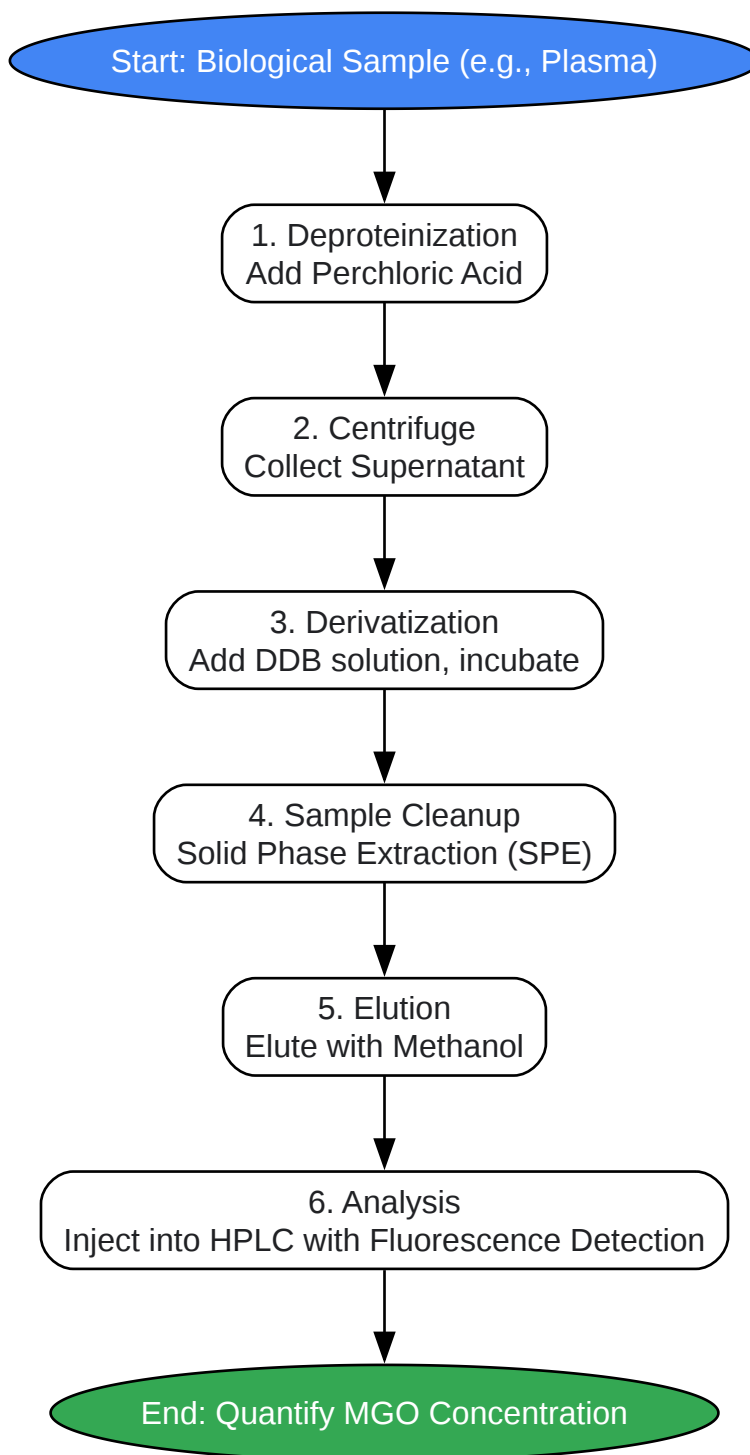 Start: Biological Sample (e.g., Plasma)
1. Deproteinization
Add Perchloric Acid
2. Centrifuge
Collect Supernatant
3. Derivatization
Add DDB solution, incubate
4. Sample Cleanup
Solid Phase Extraction (SPE)
5. Elution
Elute with Methanol
6. Analysis
Inject into HPLC with Fluorescence Detection
End: Quantify MGO Concentration